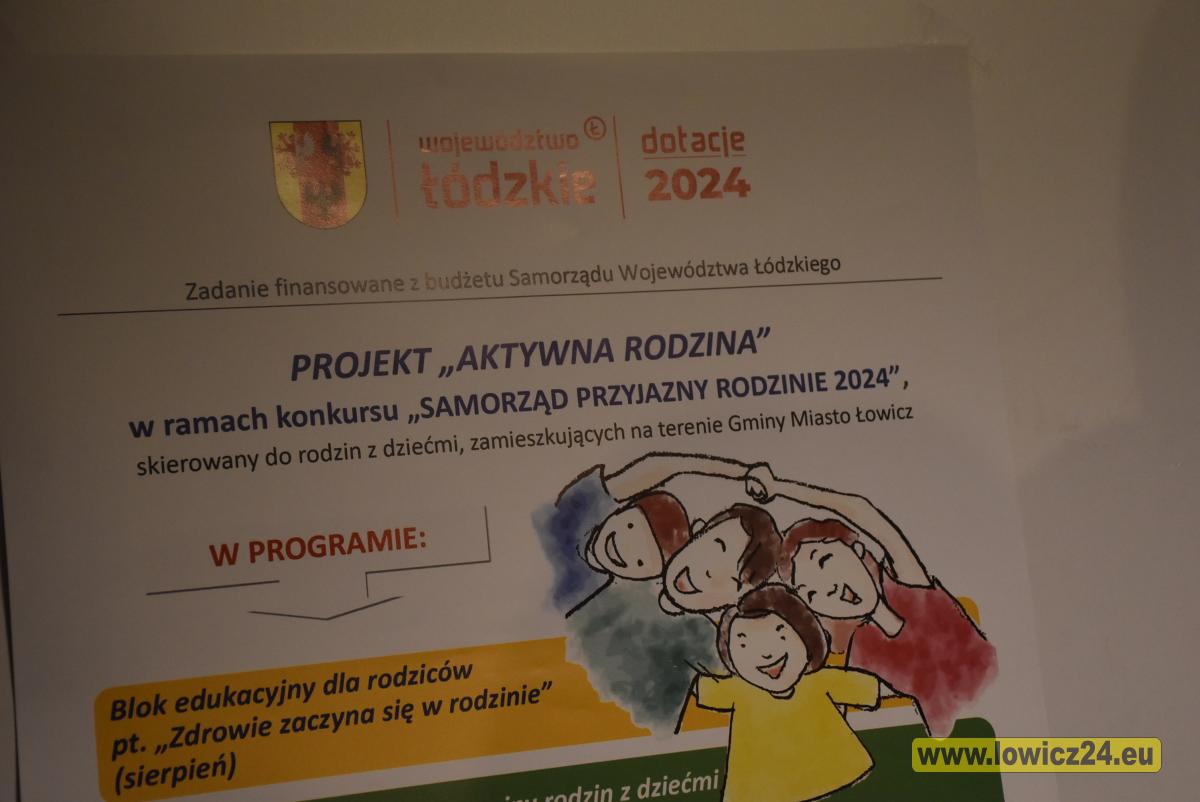 województwo Ł
łódzkie
dotacje
2024
Zadanie finansowane z budżetu Samorządu Województwa Łódzkiego
PROJEKT „AKTYWNA RODZINA”
w ramach konkursu „SAMORZĄD PRZYJAZNY RODZINIE 2024”,
skierowany do rodzin z dziećmi, zamieszkujących na terenie Gminy Miasto Łowicz
W PROGRAMIE:
Blok edukacyjny dla rodziców
pt. „Zdrowie zaczyna się w rodzinie”
(sierpień)
rodzin z dziećmi
www.lowicz24.eu